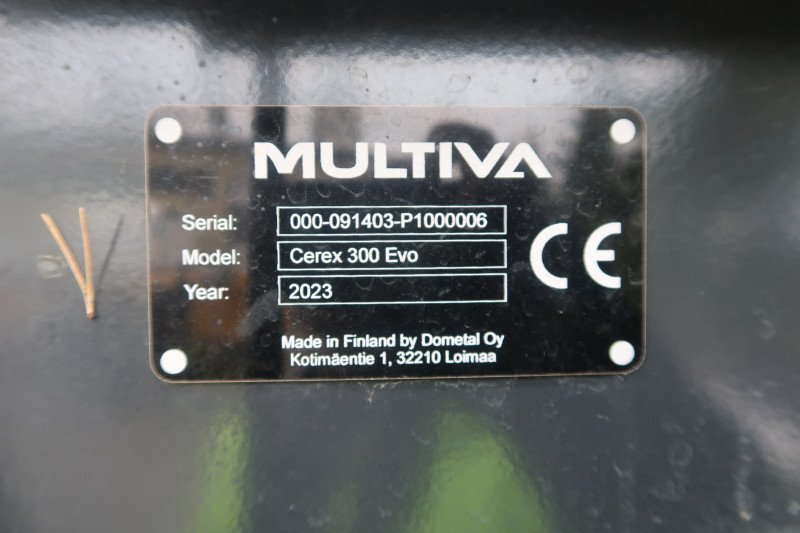 MULTIVA
Serial: 000-091403-P1000006
Model: Cerex 300 Evo
Year: 2023
CE
Made in Finland by Dometal Oy
Kotimäentie 1, 32210 Loimaa